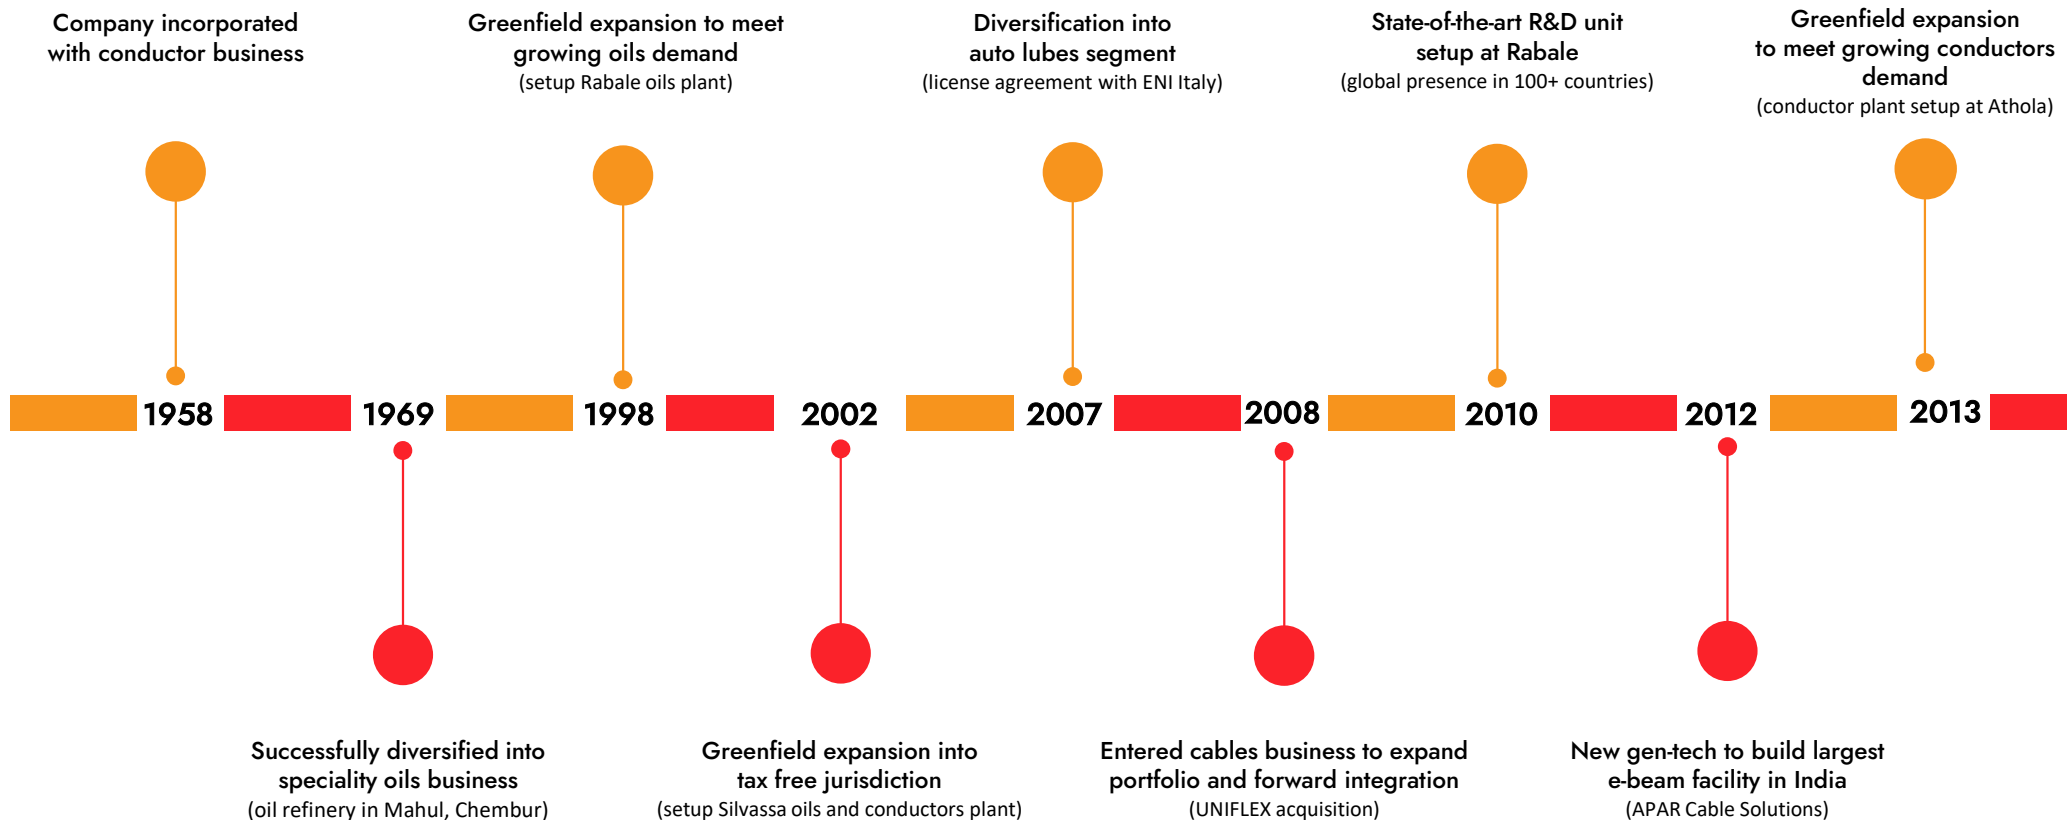 Company incorporated
with conductor business
Greenfield expansion to meet
growing oils demand
(setup Rabale oils plant)
Diversification into
auto lubes segment
(license agreement with ENI Italy)
State-of-the-art R&D unit
setup at Rabale
(global presence in 100+ countries)
Greenfield expansion
to meet growing conductors
demand
(conductor plant setup at Athola)
1958
1969
1998
2002
2007
2008
2010
2012
2013
Successfully diversified into
speciality oils business
(oil refinery in Mahul, Chembur)
Greenfield expansion into
tax free jurisdiction
(setup Silvassa oils and conductors plant)
Entered cables business to expand
portfolio and forward integration
(UNIFLEX acquisition)
New gen-tech to build largest
e-beam facility in India
(APAR Cable Solutions)